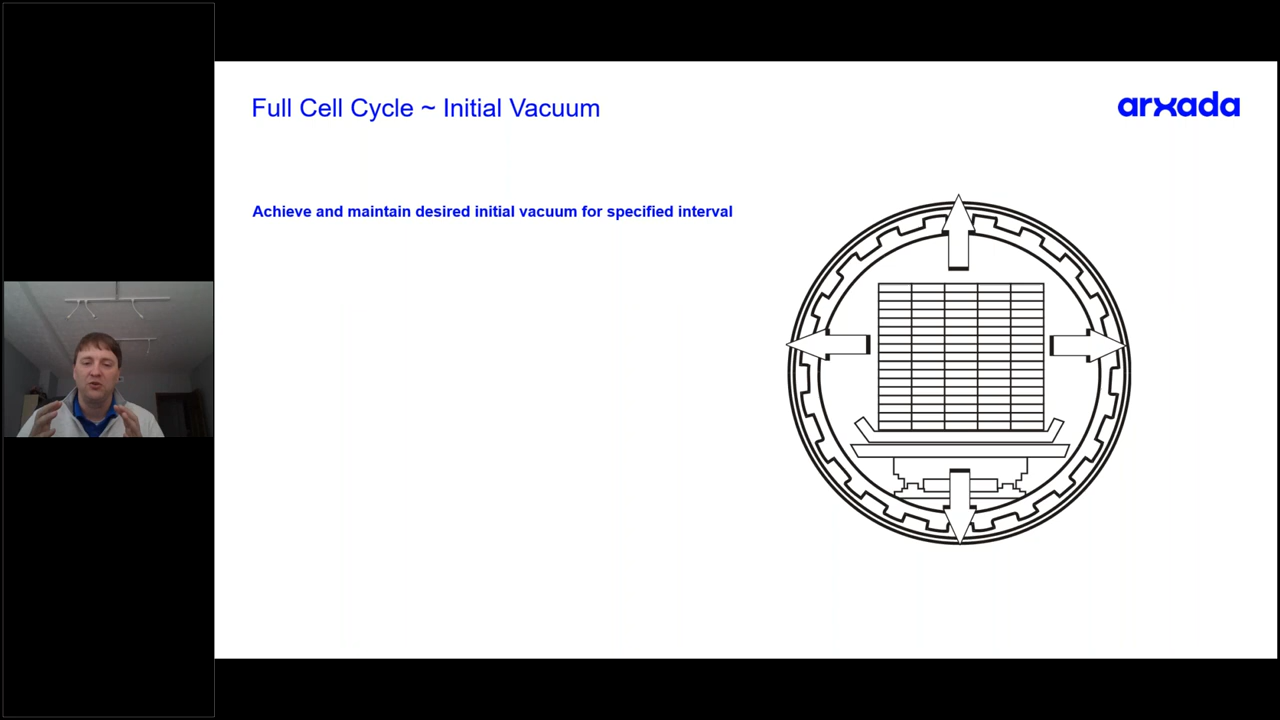 Full Cell Cycle ~ Initial Vacuum
arxada
Achieve and maintain desired initial vacuum for specified interval